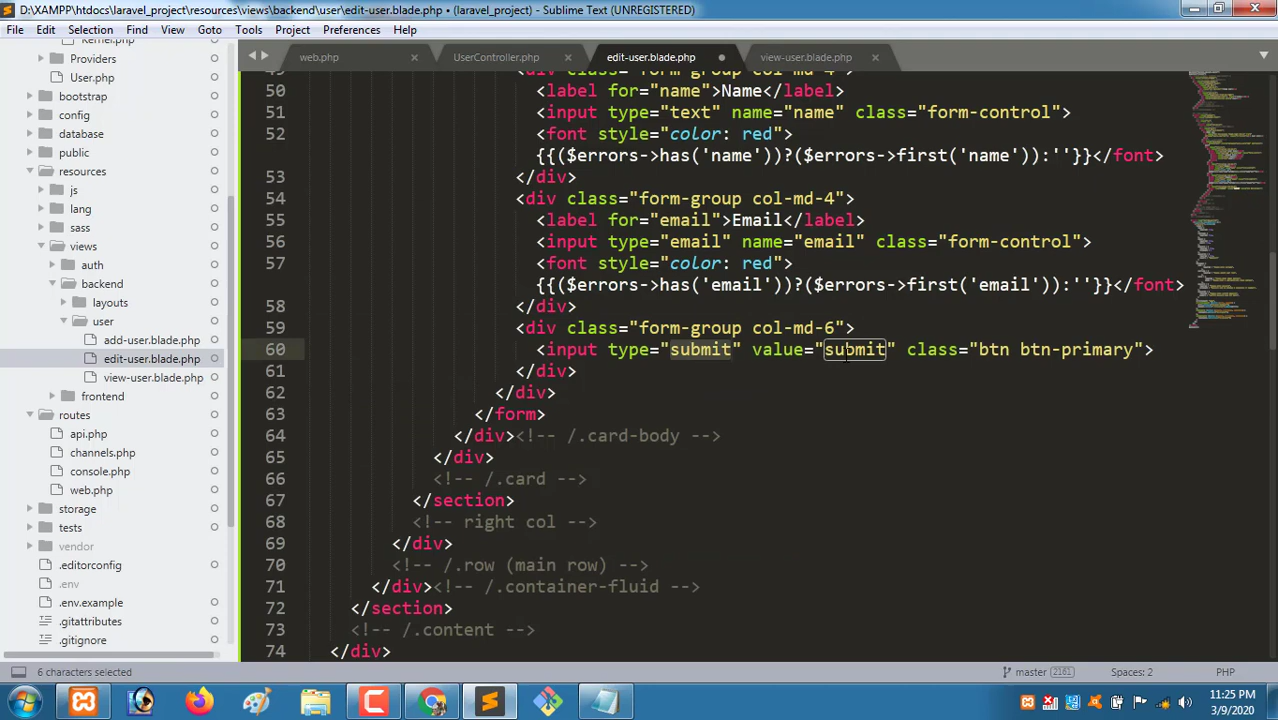 D:\XAMPP\htdocs\laravel_project\resources\views\backend\user\edit-user.blade.php • (laravel_project) - Sublime Text (UNREGISTERED)
File Edit Selection Find View Goto Tools Project Preferences Help
web.php UserController.php edit-user.blade.php view-user.blade.php
Kernel.php
Providers
User.php
bootstrap
config
database
public
resources
js
lang
sass
views
auth
backend
layouts
user
add-user.blade.php
edit-user.blade.php
view-user.blade.php
frontend
routes
api.php
channels.php
console.php
web.php
storage
tests
vendor
.editorconfig
.env
.env.example
.gitattributes
.gitignore
49 <div class="form-group col-md-4">
50 <label for="name">Name</label>
51 <input type="text" name="name" class="form-control">
52 <font style="color: red">
{{($errors->has('name'))?($errors->first('name')):''}}</font>
53 </div>
54 <div class="form-group col-md-4">
55 <label for="email">Email</label>
56 <input type="email" name="email" class="form-control">
57 <font style="color: red">
{{($errors->has('email'))?($errors->first('email')):''}}</font>
58 </div>
59 <div class="form-group col-md-6">
60 <input type="submit" value="submit" class="btn btn-primary">
61 </div>
62 </div>
63 </form>
64 </div><!-- /.card-body -->
65 </div>
66 <!-- /.card -->
67 </section>
68 <!-- right col -->
69 </div>
70 <!-- /.row (main row) -->
71 </div><!-- /.container-fluid -->
72 </section>
73 <!-- /.content -->
74 </div>
6 characters selected master 2161 Spaces: 2 PHP
11:25 PM
3/9/2020